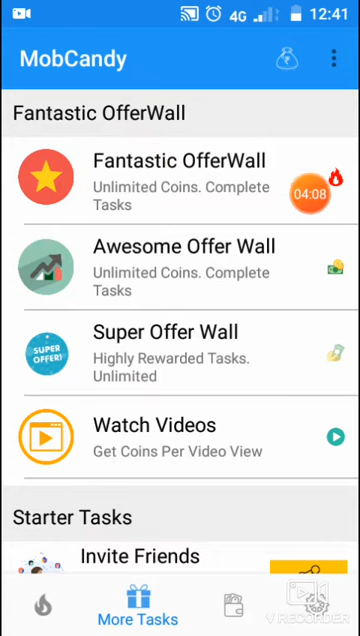 4G 12:41
MobCandy
Fantastic OfferWall
Fantastic OfferWall
Unlimited Coins. Complete
Tasks
04:08
Awesome Offer Wall
Unlimited Coins. Complete
Tasks
SUPER
OFFER!
Super Offer Wall
Highly Rewarded Tasks.
Unlimited
Watch Videos
Get Coins Per Video View
Starter Tasks
Invite Friends
More Tasks
V RECORDER